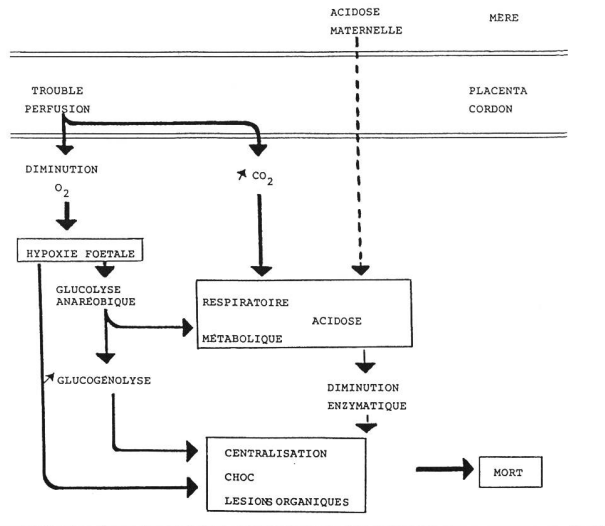 ACIDOSE
MATERNELLE
MÈRE
TROUBLE
PERFUSION
PLACENTA
CORDON
DIMINUTION
O2
↗ CO2
HYPOXIE FOETALE
GLUCOLYSE
ANARÉOBIQUE
RESPIRATOIRE
ACIDOSE
MÉTABOLIQUE
↗ GLUCOGÉNOLYSE
DIMINUTION
ENZYMATIQUE
CENTRALISATION
CHOC
LESIONS ORGANIQUES
MORT